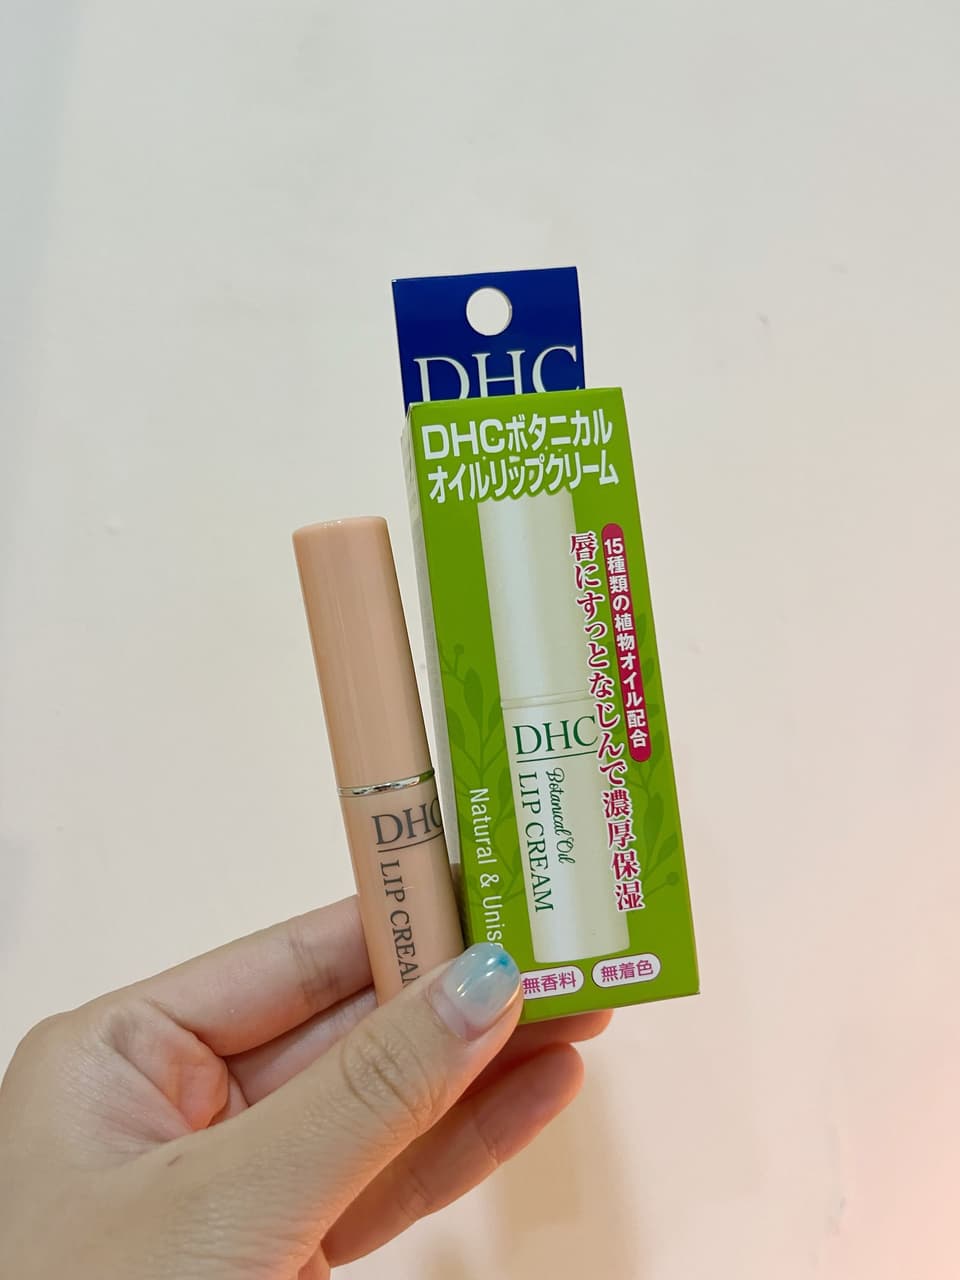 DHC
DHCボタニカル
オイルリップクリーム
15種類の植物オイル配合
唇にすっとなじんで濃厚保湿
DHC
Botanical Oil
LIP CREAM
Natural &
無香料
無着色
DHC
LIP